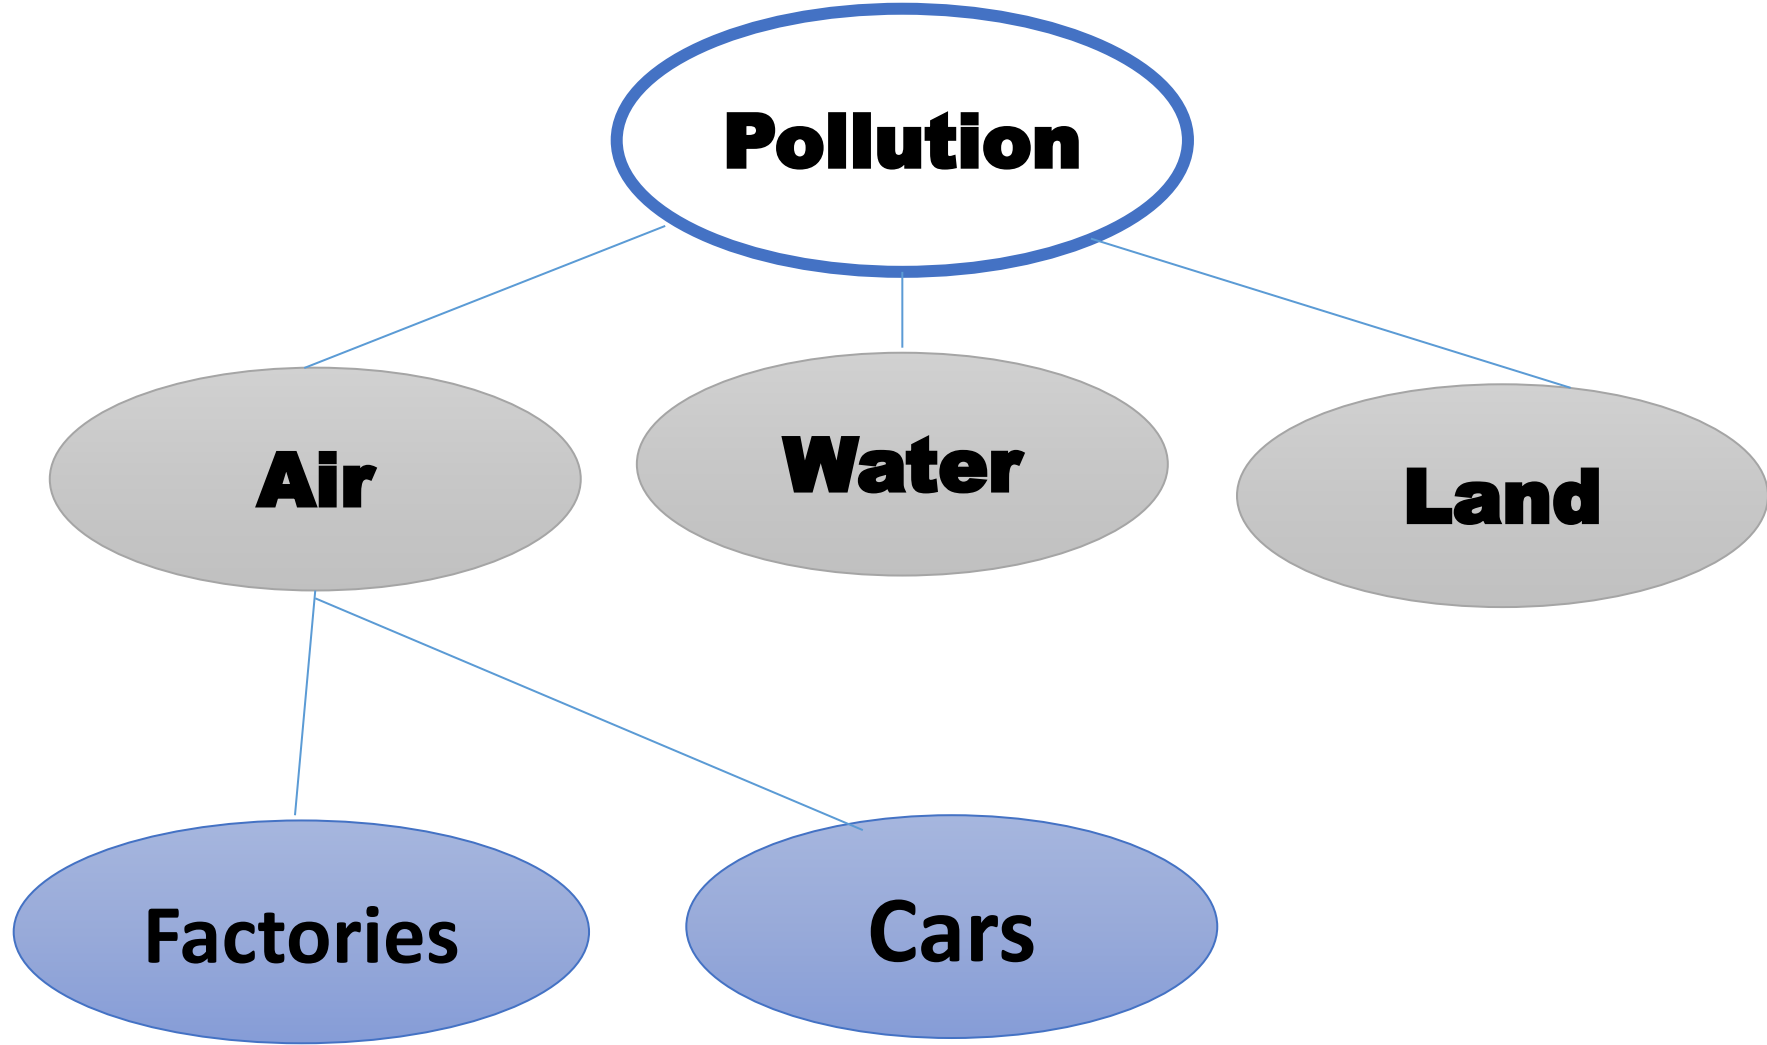 Pollution
Air
Water
Land
Factories
Cars